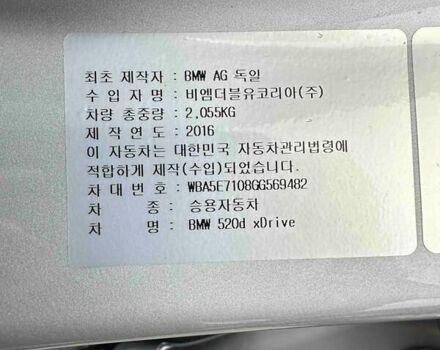 최초 제작자 : BMW AG 독일
수 입 자 명 : 비엠더블유코리아(주)
차량 총중량 : 2,055KG
제 작 연 도 : 2016
이 자동차는 대한민국 자동차관리법령에
적합하게 제작(수입)되었습니다.
차 대 번 호 : WBA5E7108GG569482
차 종 : 승용자동차
차 명 : BMW 520d xDrive